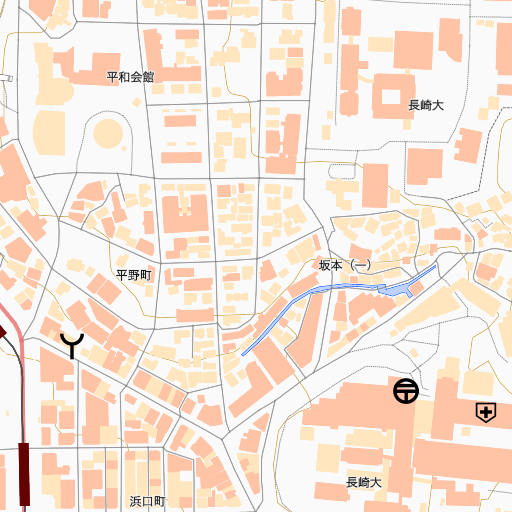 平和会館
長崎大
坂本（一）
平野町
長崎大
浜口町